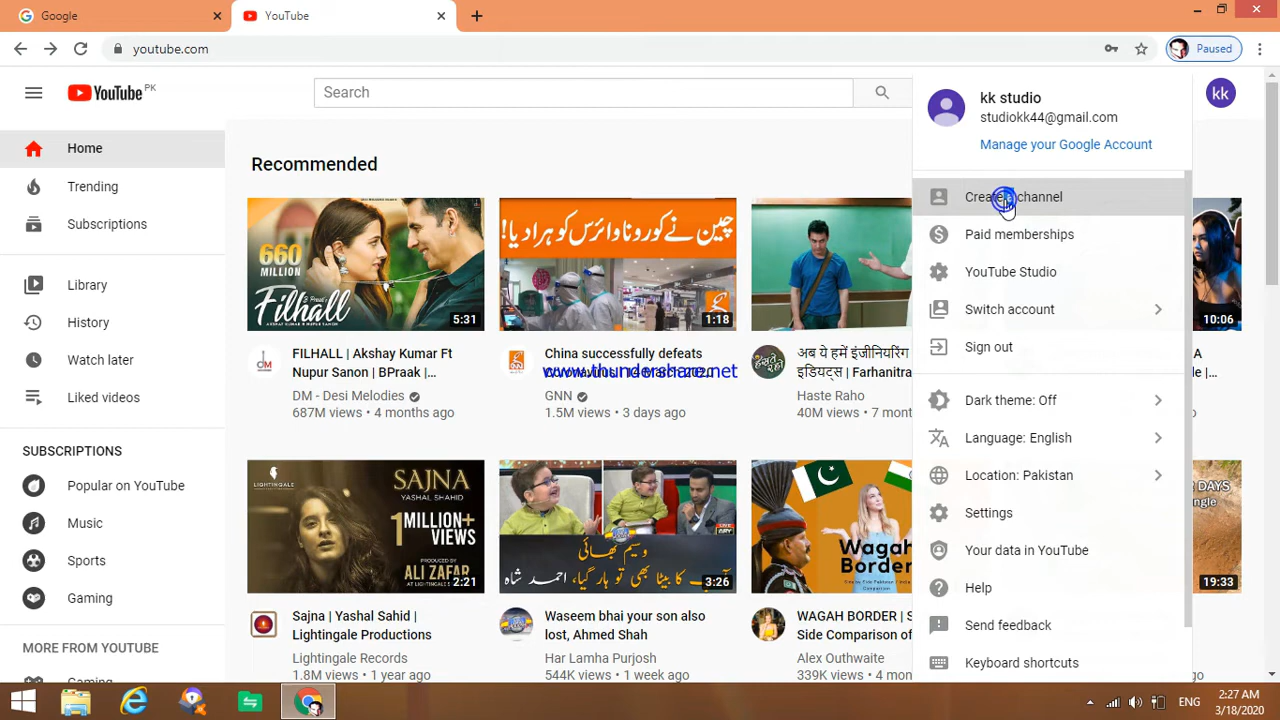 Google
YouTube
youtube.com
Paused
YouTube PK
Search
kk
kk studio
studiokk44@gmail.com
Manage your Google Account
Home
Trending
Subscriptions
Library
History
Watch later
Liked videos
SUBSCRIPTIONS
Popular on YouTube
Music
Sports
Gaming
MORE FROM YOUTUBE
Gaming
Recommended
660
MILLION
Filhall
5:31
چین نے کورونا وائرس کو ہرا دیا!
1:18
10:06
FILHALL | Akshay Kumar Ft
Nupur Sanon | BPraak |...
DM - Desi Melodies
687M views • 4 months ago
China successfully defeats
GNN
1.5M views • 3 days ago
अब ये हमें इंजीनियरिंग
इडियट्स | Farhanitra
Haste Raho
40M views • 7 mont
www.thundershare.net
LIGHTINGALE
SAJNA
YASHAL SHAHID
1 MILLION+
VIEWS
PRODUCED BY
ALI ZAFAR
2:21
وسیم بھائی
آپ کا بیٹا بھی تو ہار گیا، احمد شاہ
3:26
Wagah
Border
DAYS
19:33
Sajna | Yashal Sahid |
Lightingale Productions
Lightingale Records
1.8M views • 1 year ago
Waseem bhai your son also
lost, Ahmed Shah
Har Lamha Purjosh
544K views • 1 week ago
WAGAH BORDER | S
Side Comparison of
Alex Outhwaite
339K views • 4 mon
Create channel
Paid memberships
YouTube Studio
Switch account
Sign out
Dark theme: Off
Language: English
Location: Pakistan
Settings
Your data in YouTube
Help
Send feedback
Keyboard shortcuts
ENG
2:27 AM
3/18/2020